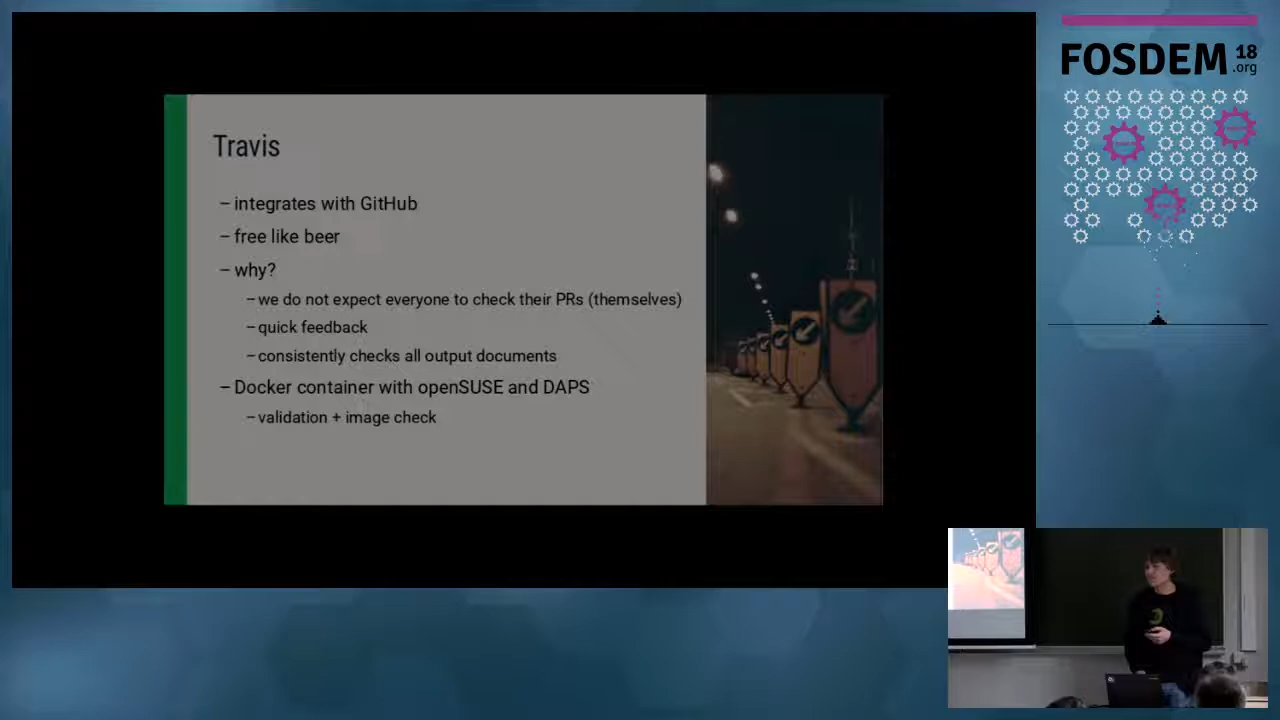 Travis
– integrates with GitHub
– free like beer
– why?
– we do not expect everyone to check their PRs (themselves)
– quick feedback
– consistently checks all output documents
– Docker container with openSUSE and DAPS
– validation + image check
FOSDEM 18
.org